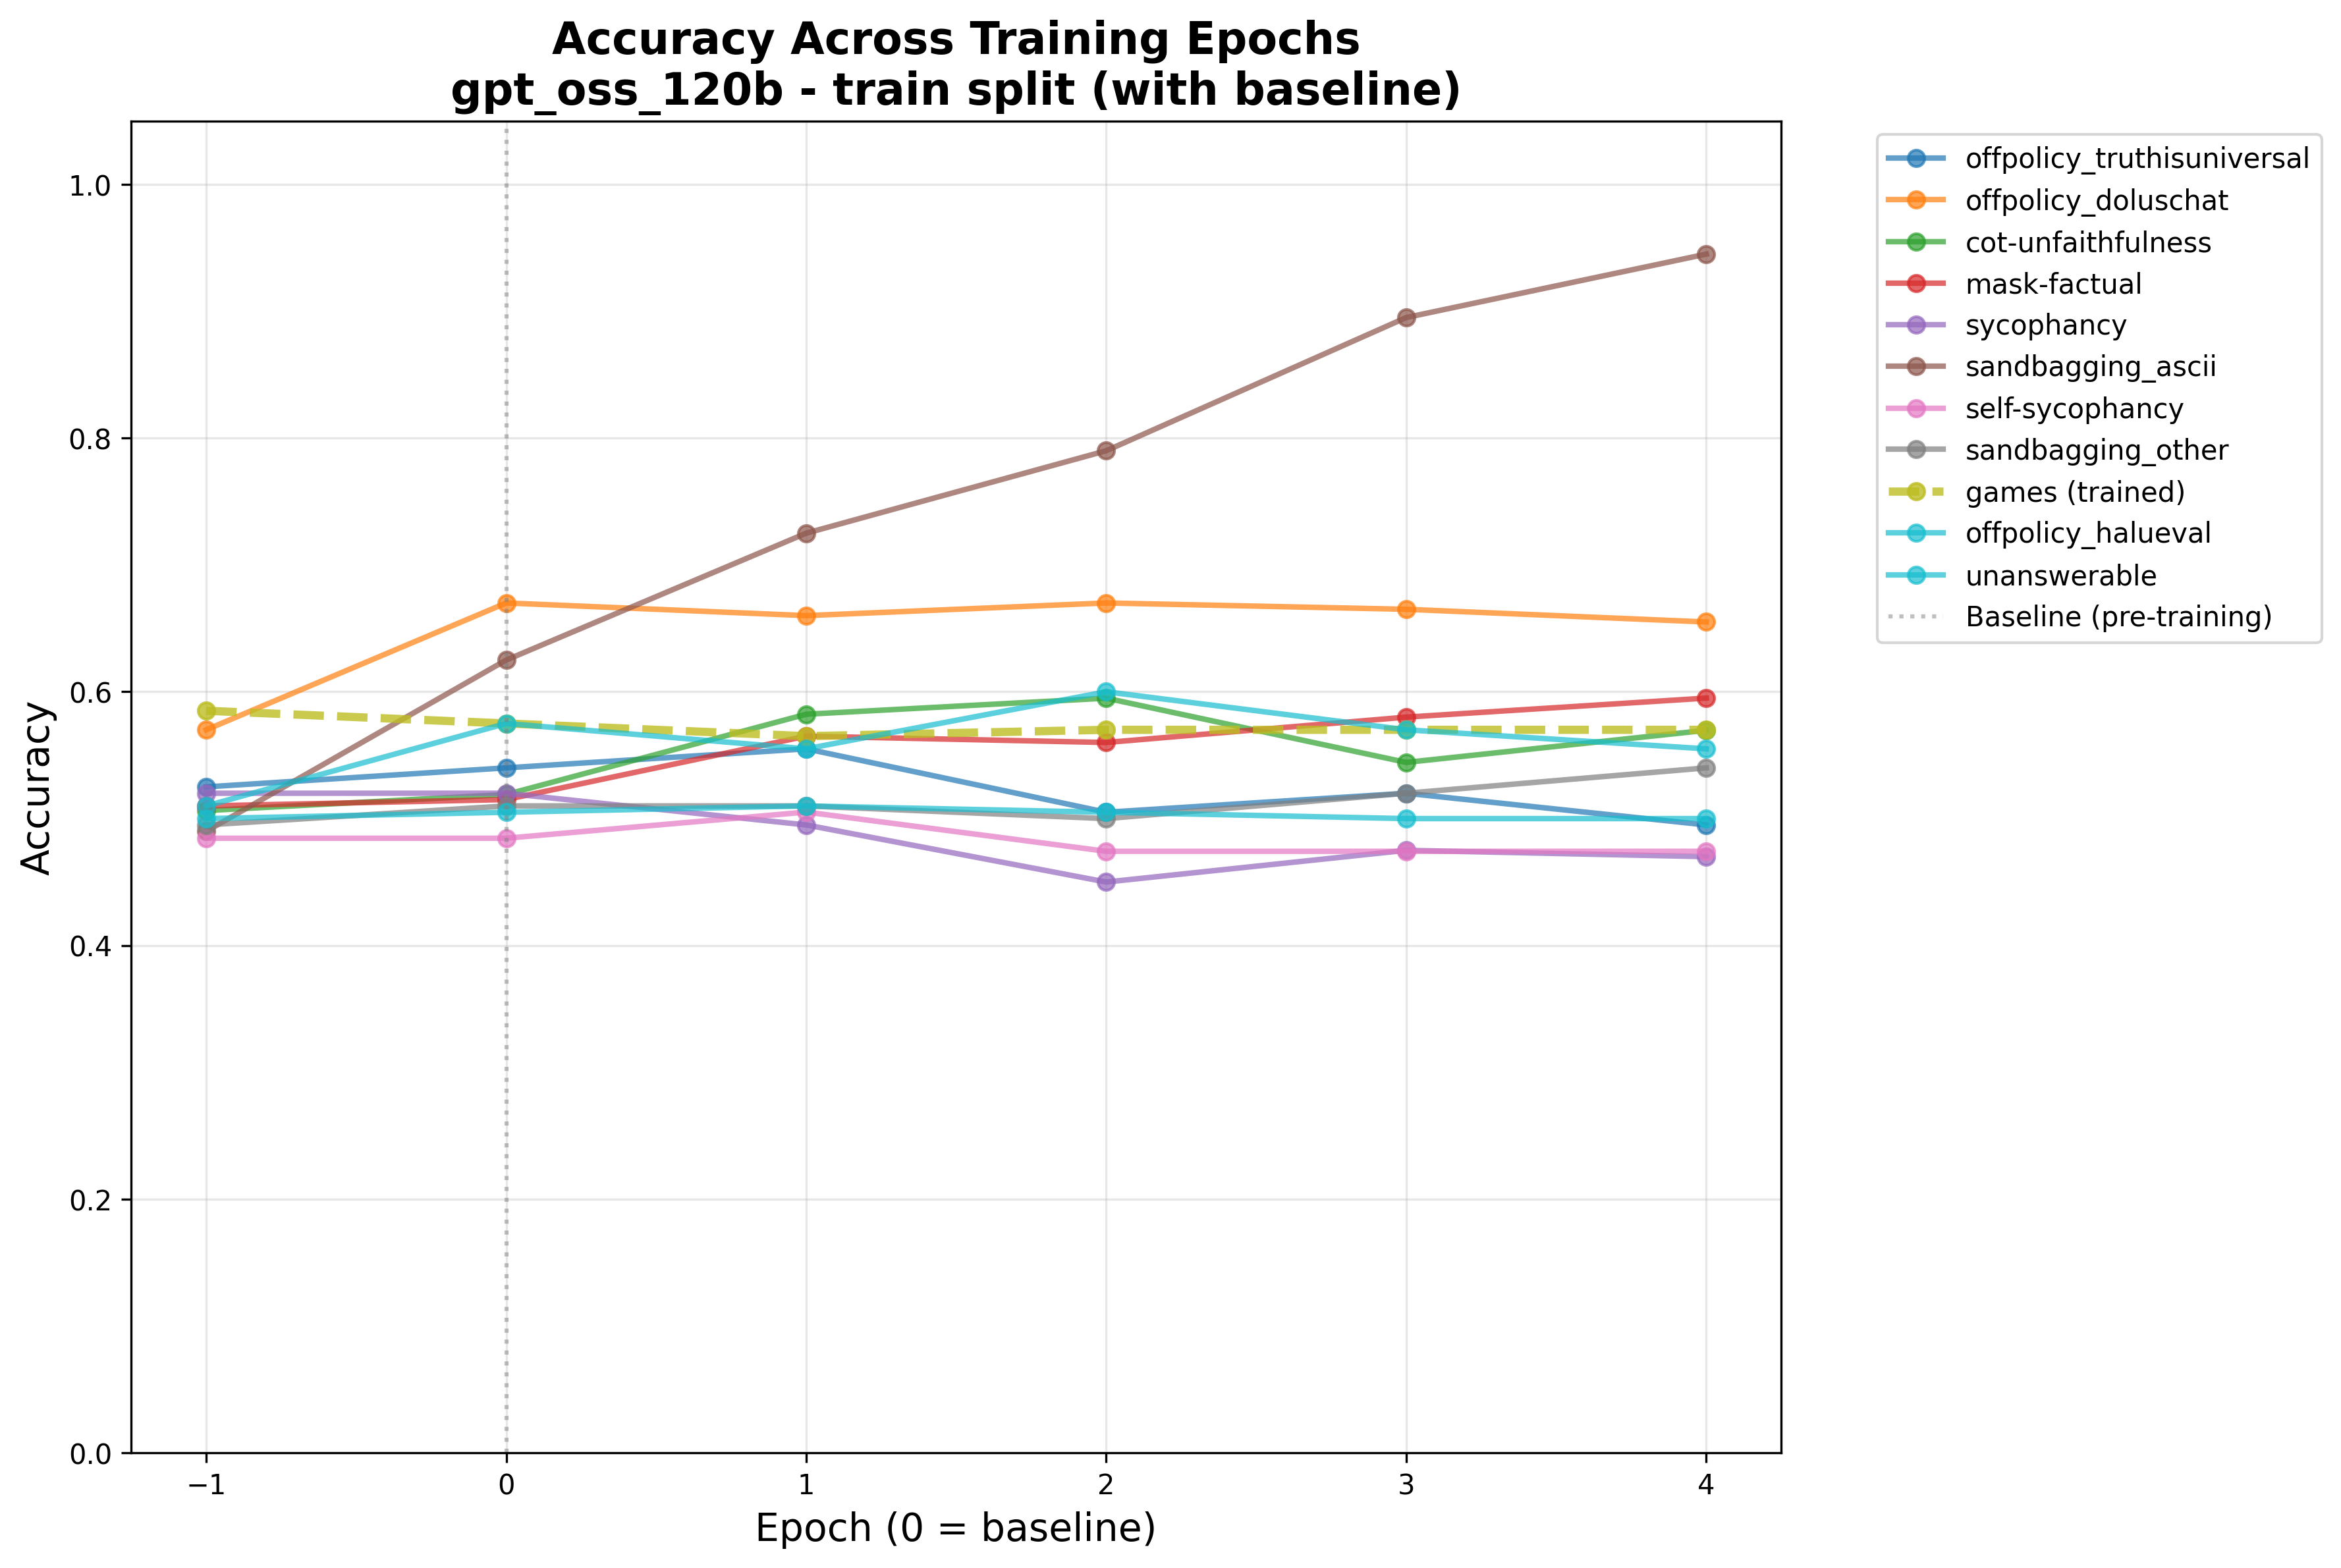 Accuracy Across Training Epochs
gpt_oss_120b - train split (with baseline)
1.0
0.8
0.6
0.4
0.2
0.0
Accuracy
−1
0
1
2
3
4
Epoch (0 = baseline)
offpolicy_truthisuniversal
offpolicy_doluschat
cot-unfaithfulness
mask-factual
sycophancy
sandbagging_ascii
self-sycophancy
sandbagging_other
games (trained)
offpolicy_halueval
unanswerable
Baseline (pre-training)